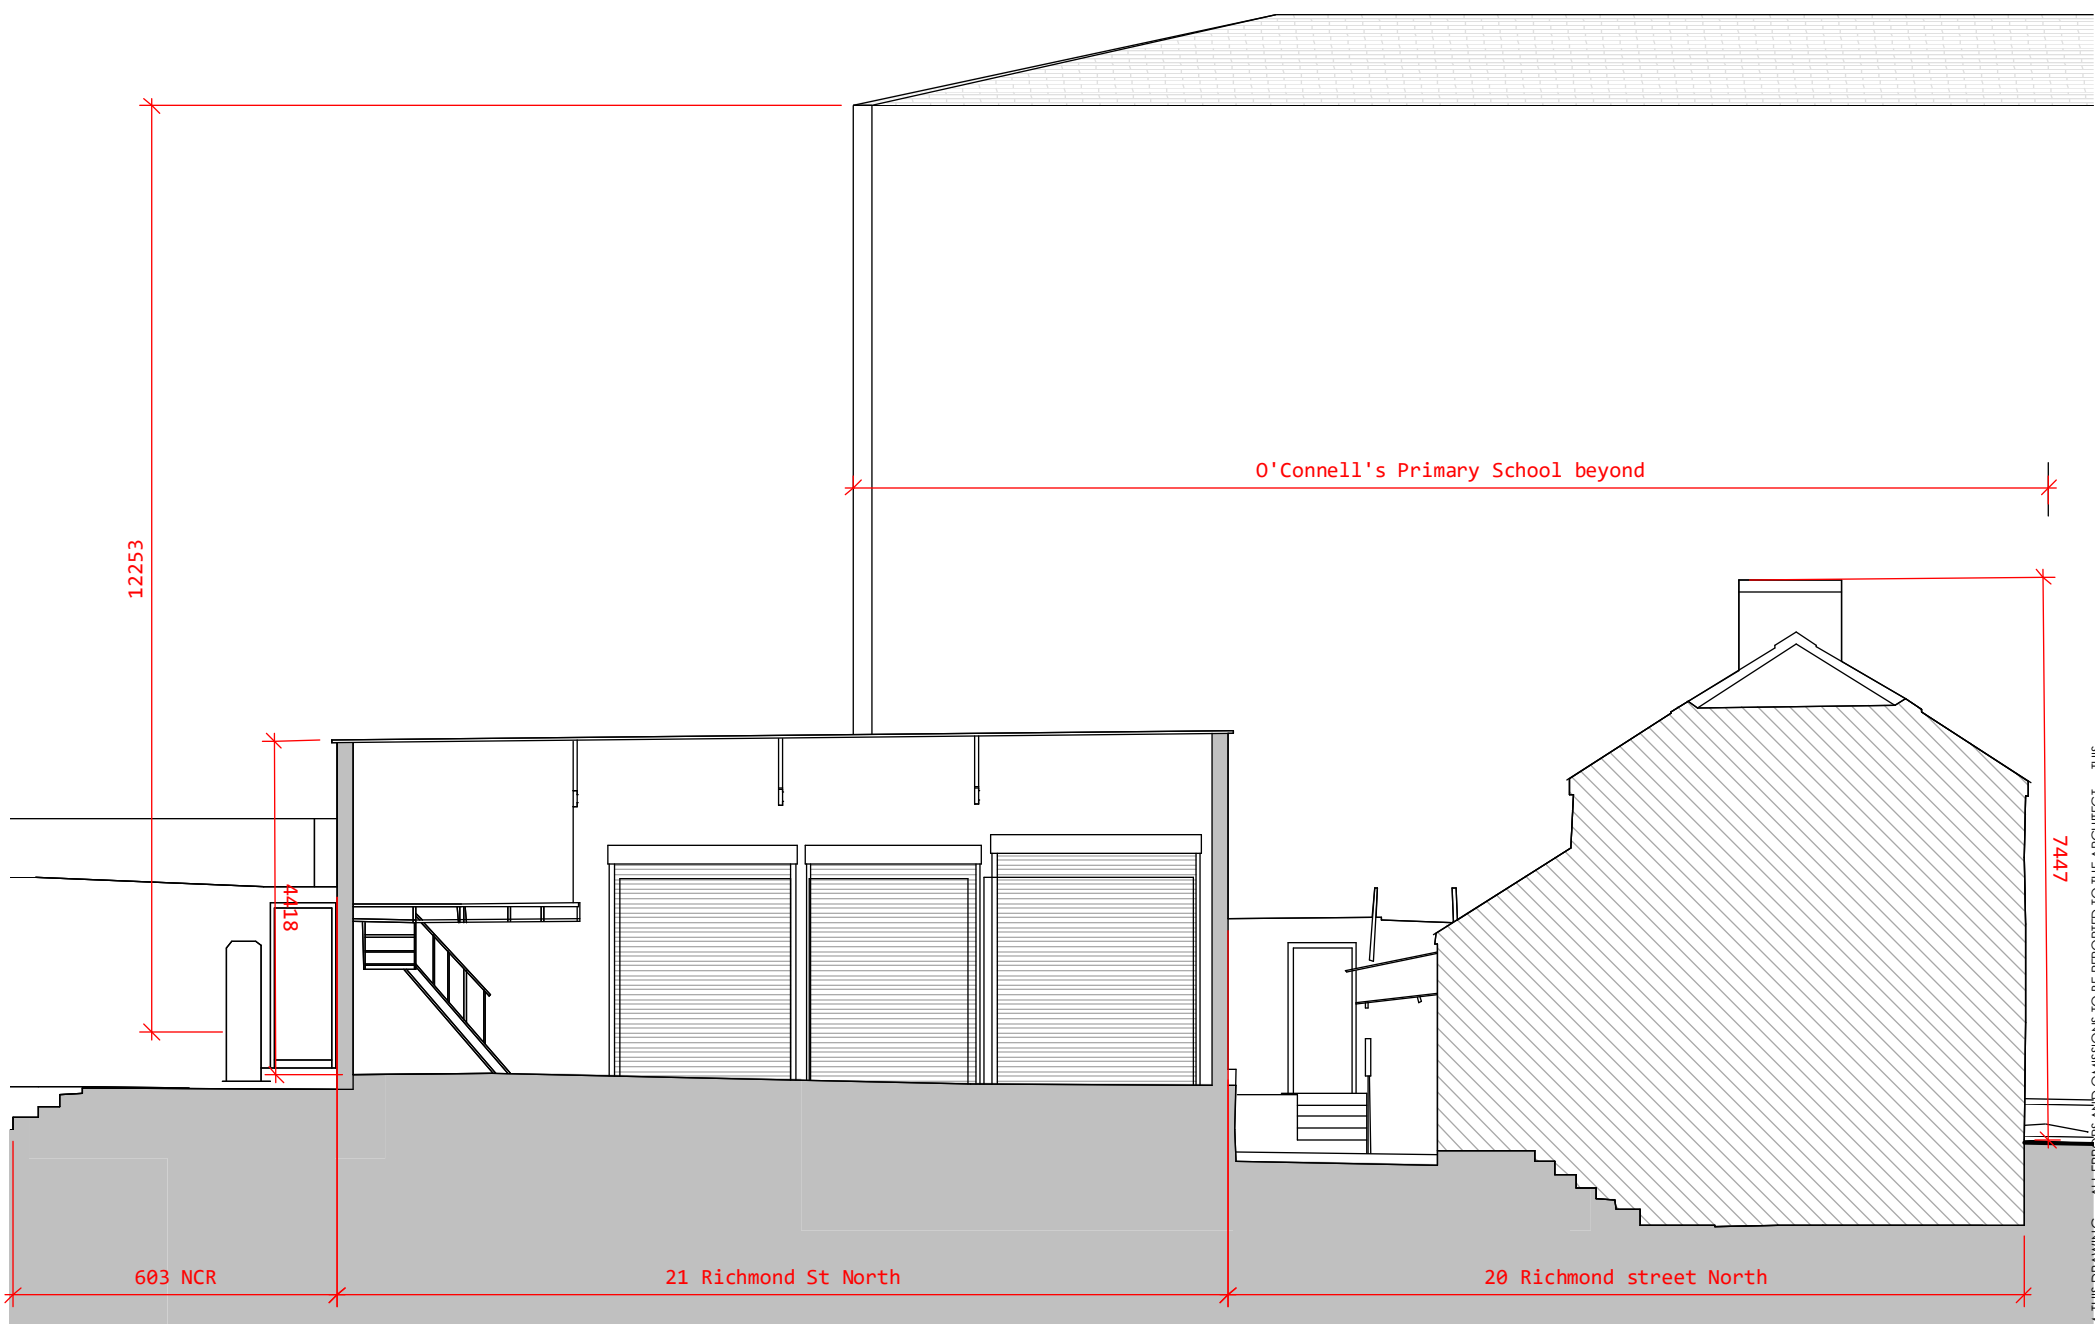 O'Connell's Primary School beyond
12253
4418
7447
603 NCR
21 Richmond St North
20 Richmond street North